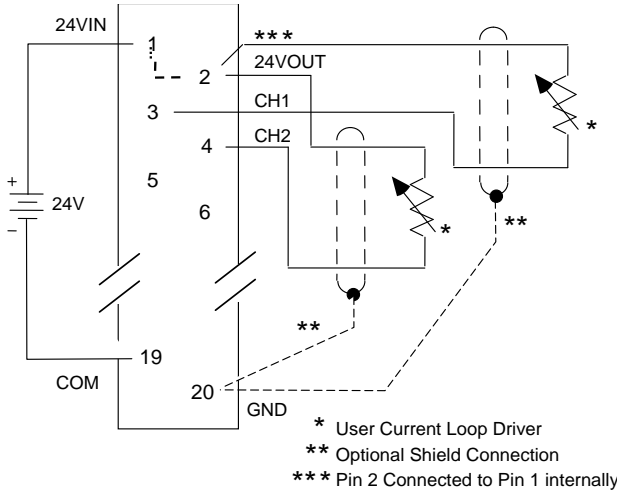 24VIN
1
***
2
24VOUT
3
CH1
*
4
CH2
+
24V
5
−
6
*
**
**
19
COM
20
GND
* User Current Loop Driver
** Optional Shield Connection
*** Pin 2 Connected to Pin 1 internally